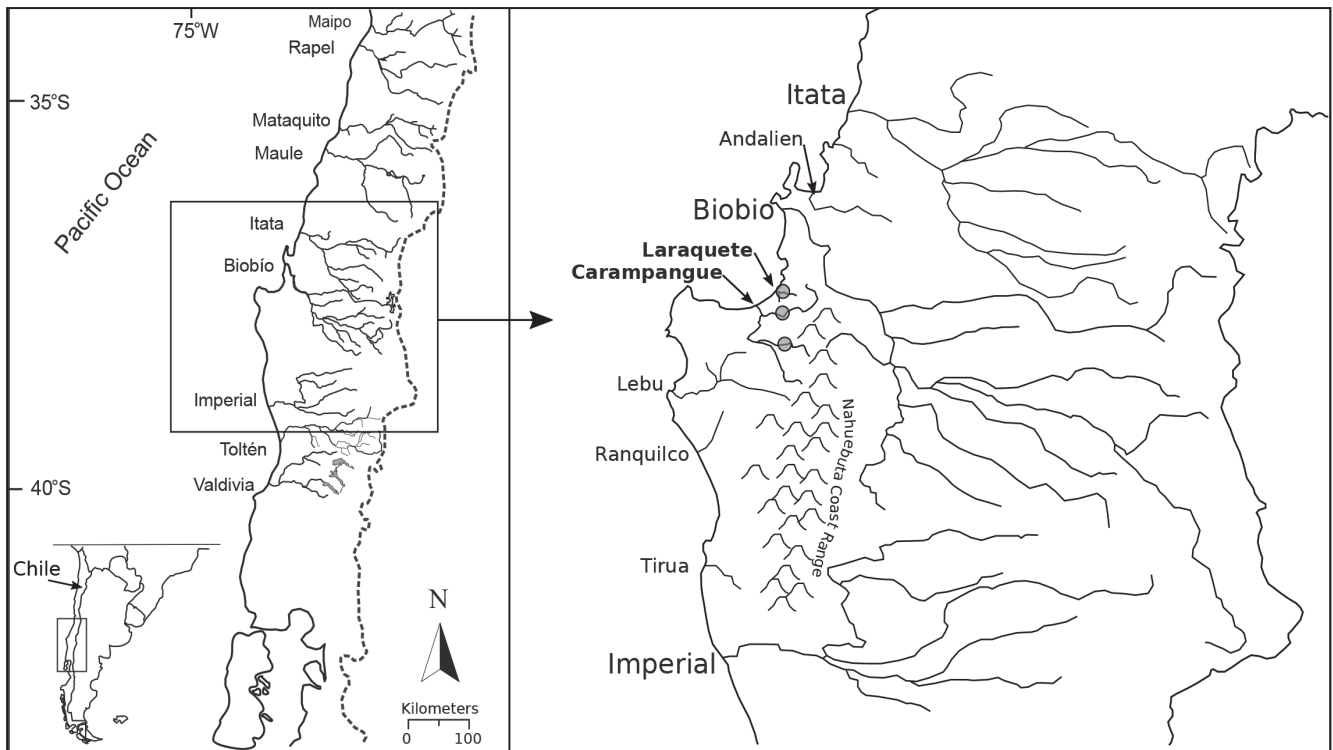 75°W
Maipo
Rapel
35°S
Mataquito
Maule
Pacific Ocean
Itata
Biobío
Imperial
Toltén
40°S
Valdivia
Chile
N
Kilometers
0 100
Itata
Andalien
Biobio
Laraquete
Carampangue
Lebu
Nahuebuta Coast Range
Ranquilco
Tirua
Imperial